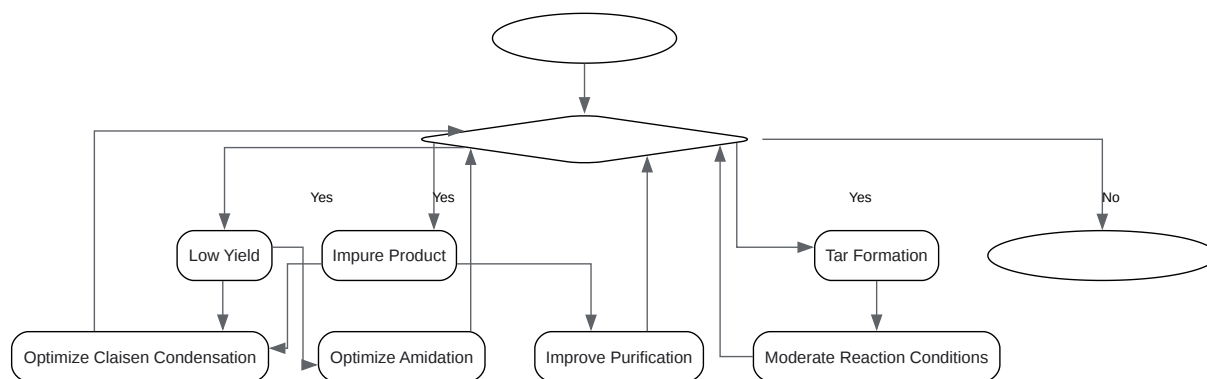 Yes
Yes
Yes
No
Low Yield
Impure Product
Tar Formation
Optimize Claisen Condensation
Optimize Amidation
Improve Purification
Moderate Reaction Conditions